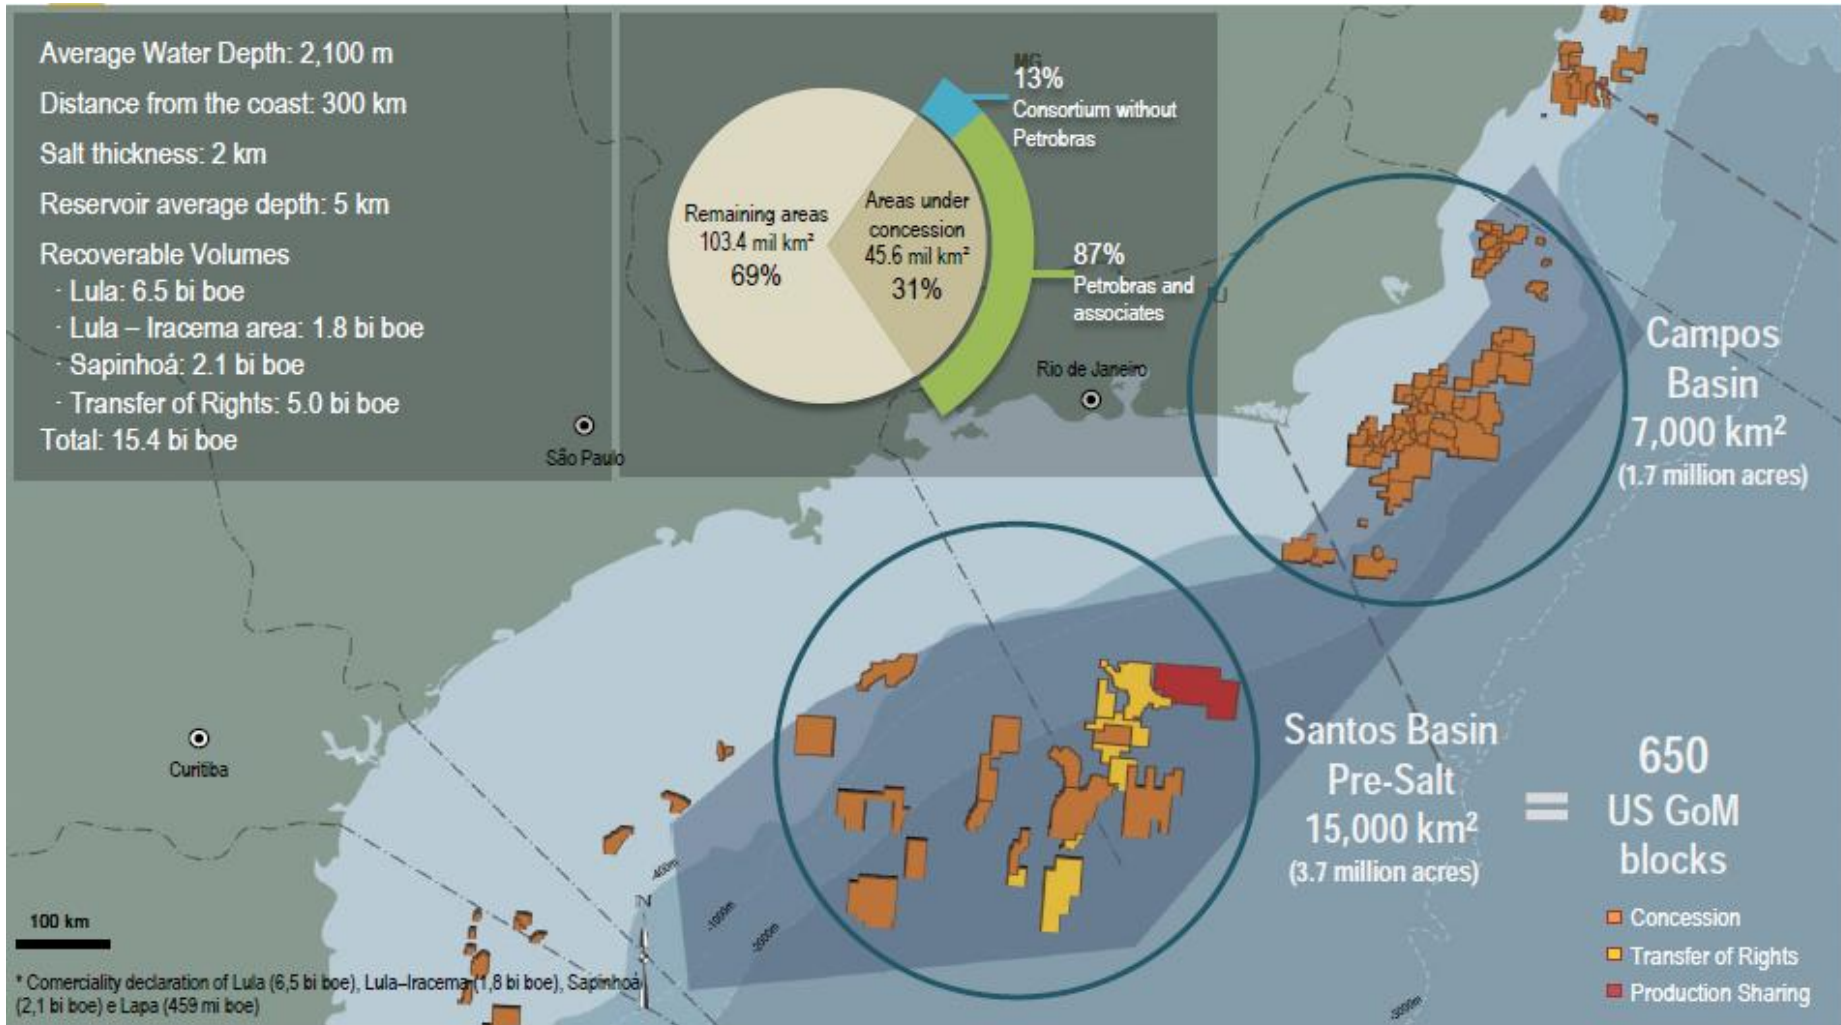 Average Water Depth: 2,100 m
Distance from the coast: 300 km
Salt thickness: 2 km
Reservoir average depth: 5 km
Recoverable Volumes
· Lula: 6.5 bi boe
· Lula – Iracema area: 1.8 bi boe
· Sapinhoá: 2.1 bi boe
· Transfer of Rights: 5.0 bi boe
Total: 15.4 bi boe
MG
13%
Consortium without
Petrobras
Remaining areas
103.4 mil km²
69%
Areas under
concession
45.6 mil km²
31%
87%
Petrobras and
associates
Rio de Janeiro
São Paulo
Curitiba
Campos
Basin
7,000 km²
(1.7 million acres)
Santos Basin
Pre-Salt
15,000 km²
(3.7 million acres)
=
650
US GoM
blocks
Concession
Transfer of Rights
Production Sharing
-400m
-1000m
-2000m
-3000m
N
100 km
* Comerciality declaration of Lula (6,5 bi boe), Lula–Iracema (1,8 bi boe), Sapinhoá
(2,1 bi boe) e Lapa (459 mi boe)